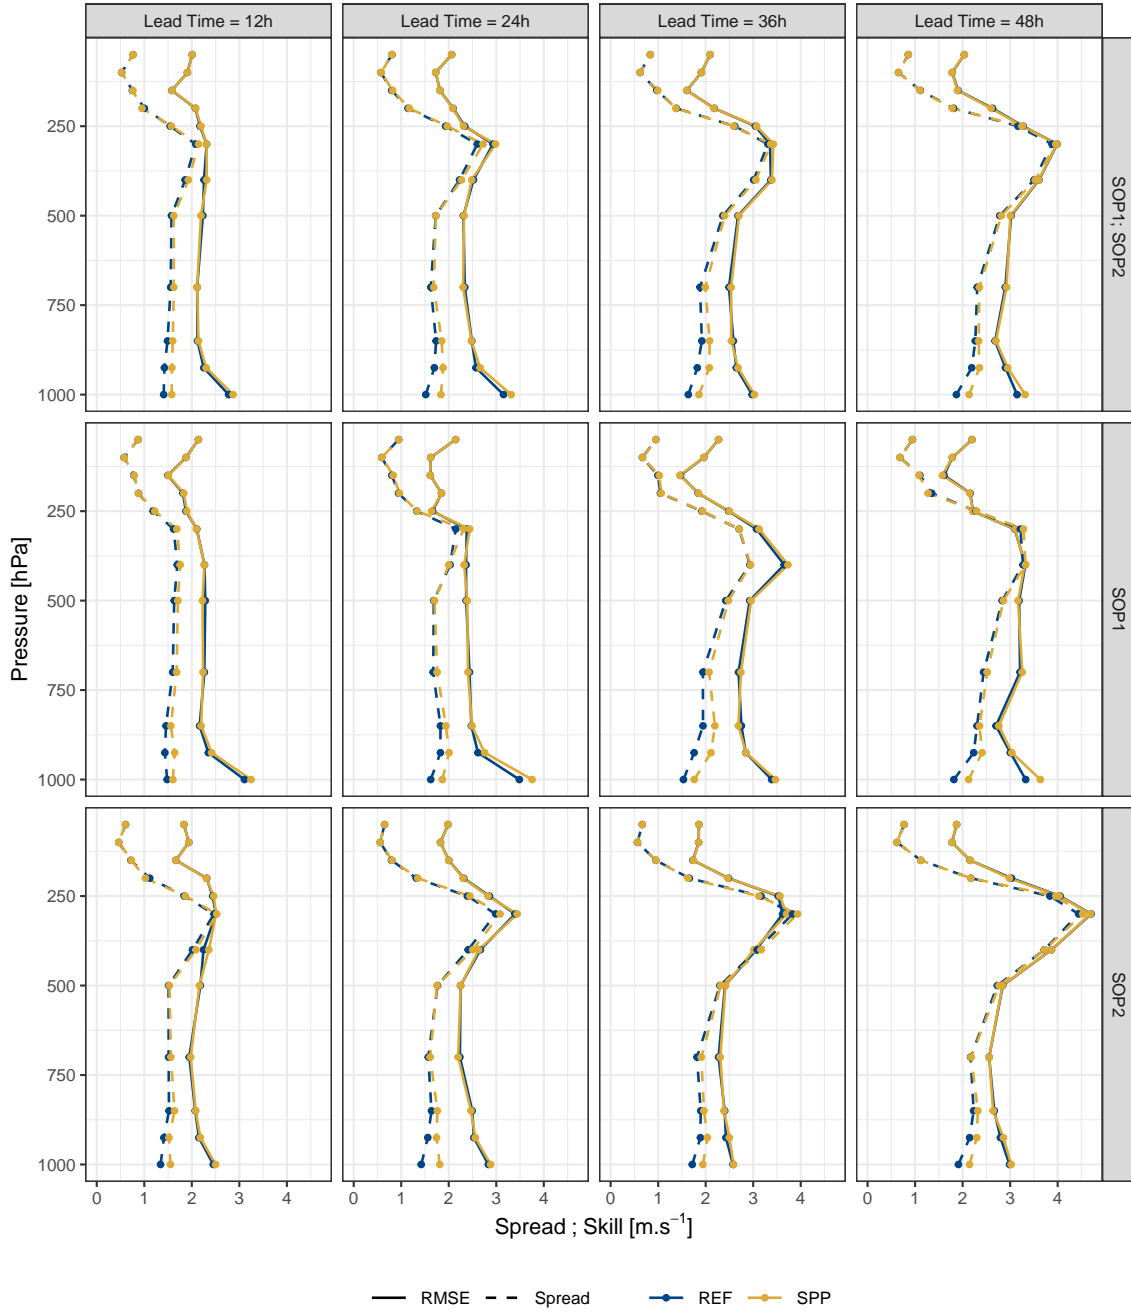 Lead Time = 12h Lead Time = 24h Lead Time = 36h Lead Time = 48h
250
500
750
1000
SOP1; SOP2
250
500
750
1000
SOP1
250
500
750
1000
SOP2
Pressure [hPa]
0 1 2 3 4 0 1 2 3 4 0 1 2 3 4 0 1 2 3 4
Spread ; Skill [m.s⁻¹]
RMSE Spread REF SPP